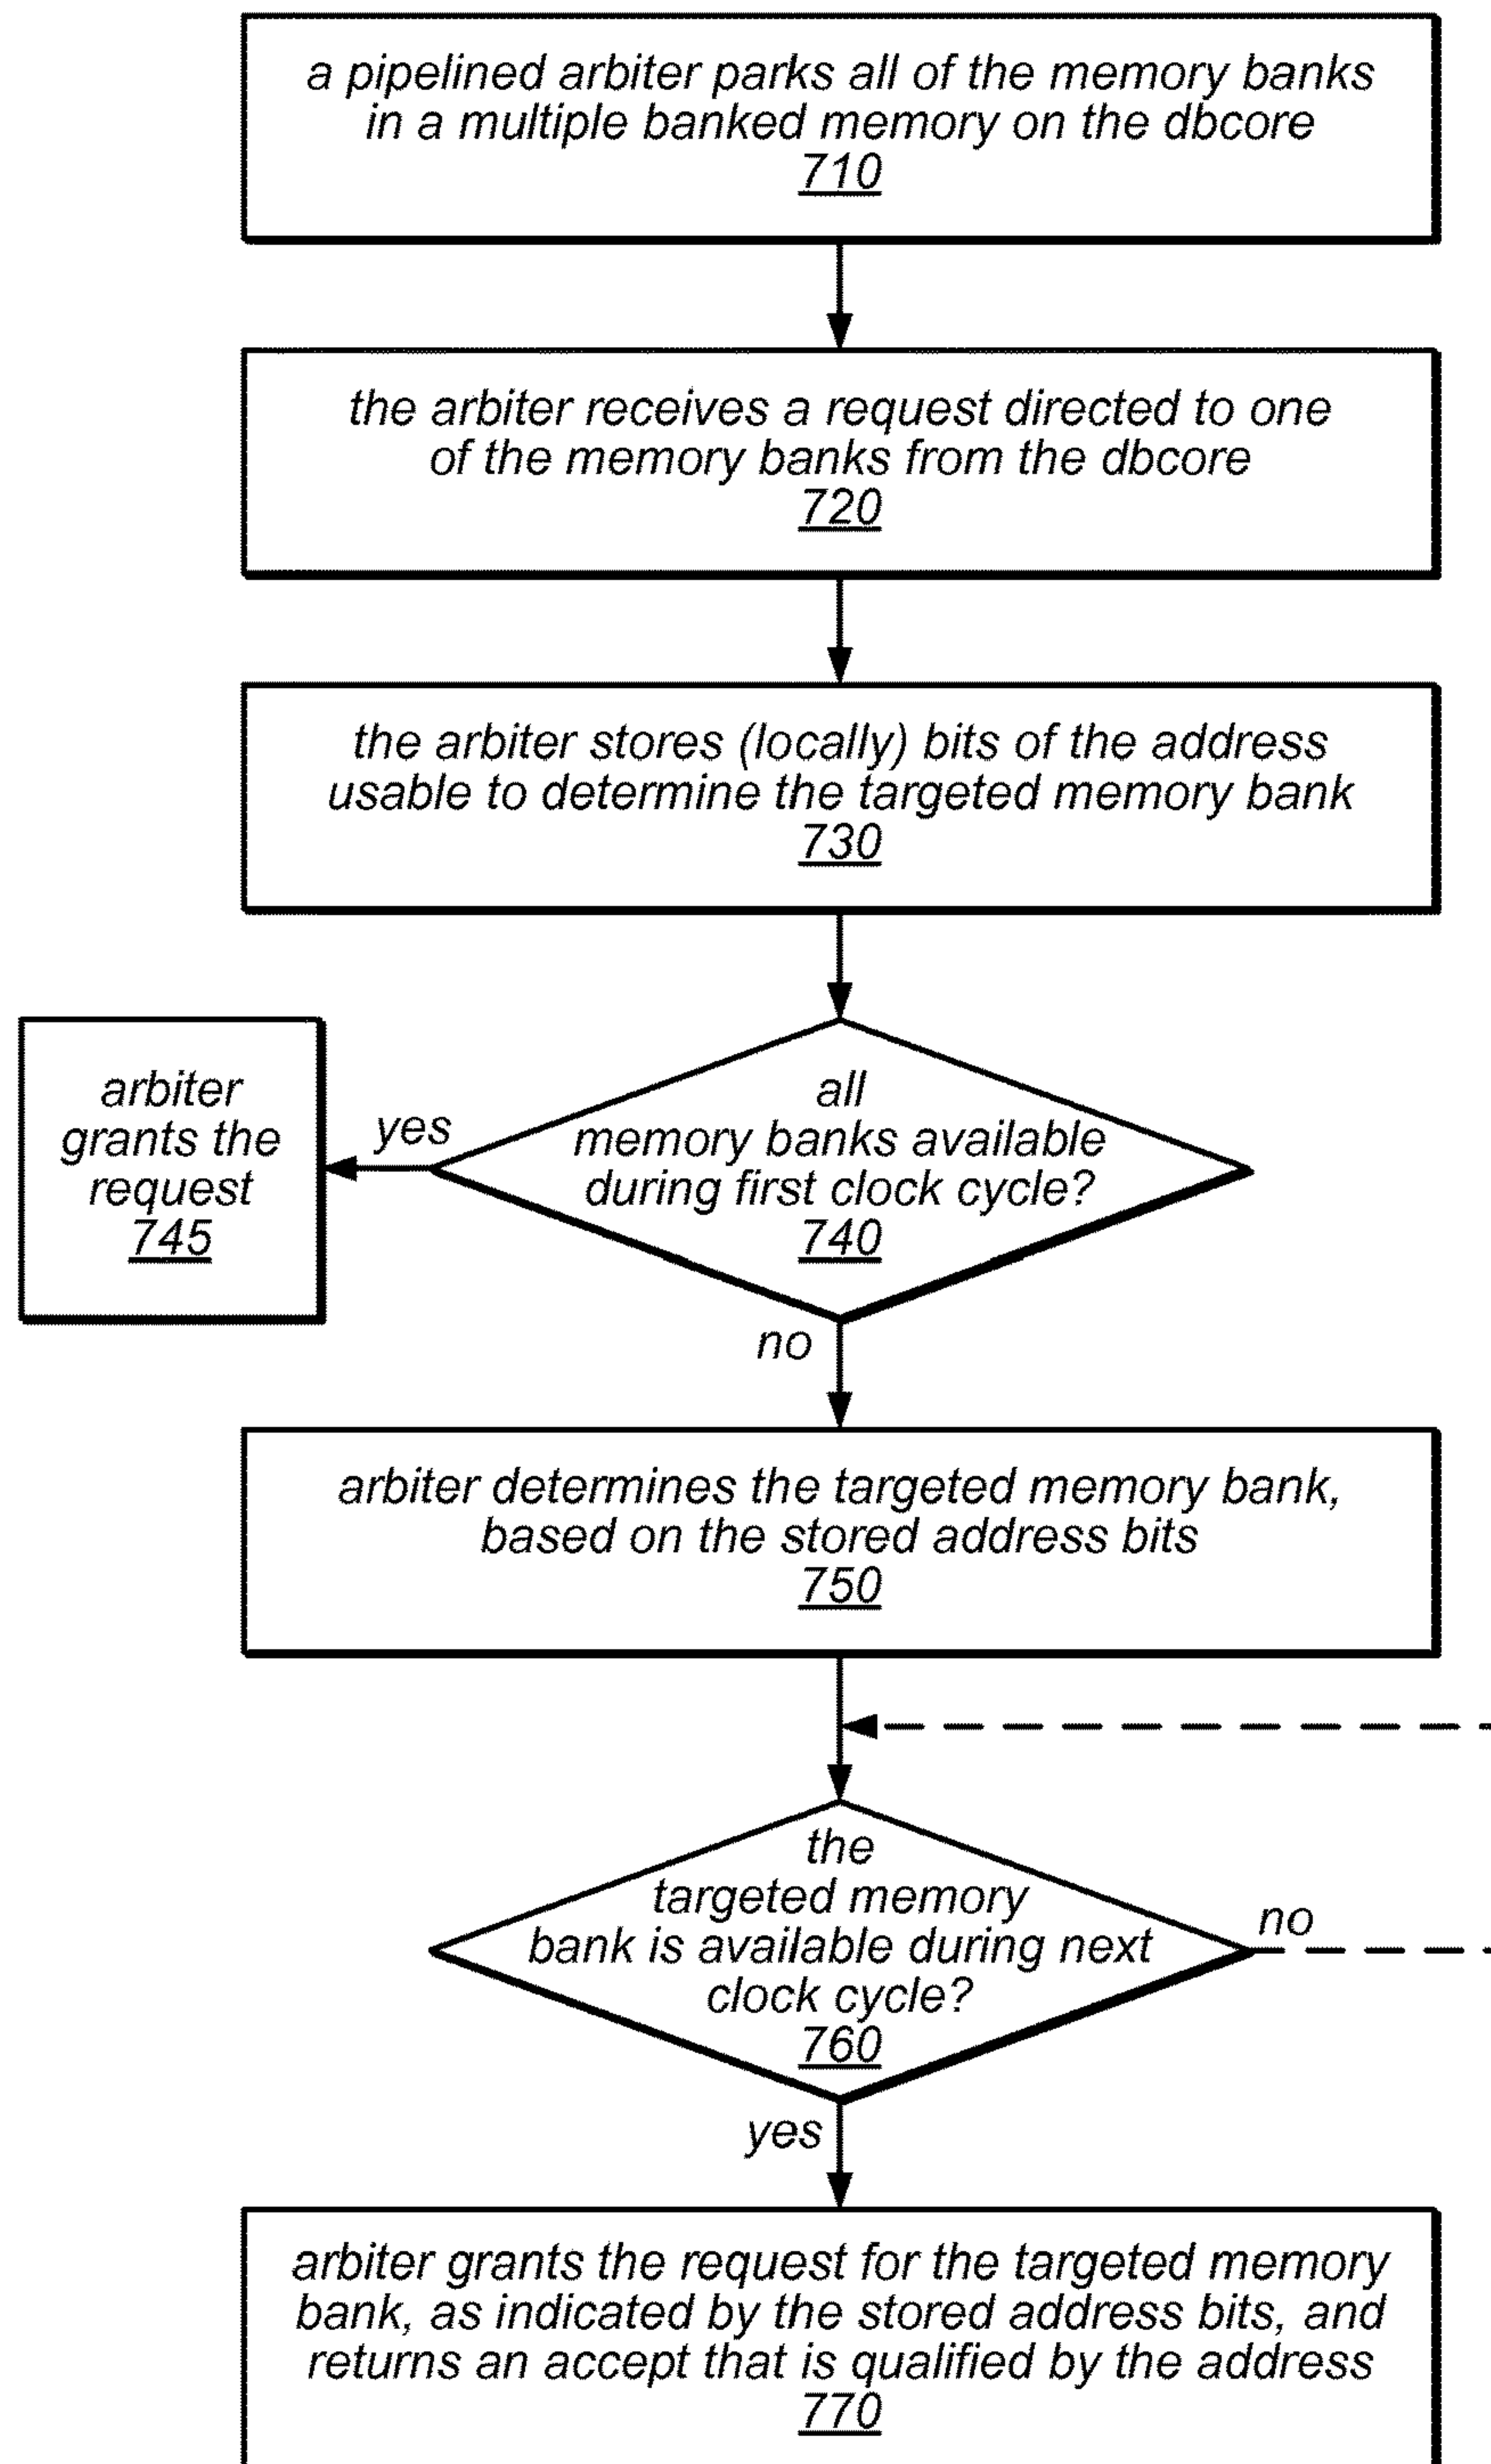 a pipelined arbiter parks all of the memory banks
in a multiple banked memory on the dbcore
710
the arbiter receives a request directed to one
of the memory banks from the dbcore
720
the arbiter stores (locally) bits of the address
usable to determine the targeted memory bank
730
all
memory banks available
during first clock cycle?
740
yes
arbiter
grants the
request
745
no
arbiter determines the targeted memory bank,
based on the stored address bits
750
the
targeted memory
bank is available during next
clock cycle?
760
no
yes
arbiter grants the request for the targeted memory
bank, as indicated by the stored address bits, and
returns an accept that is qualified by the address
770